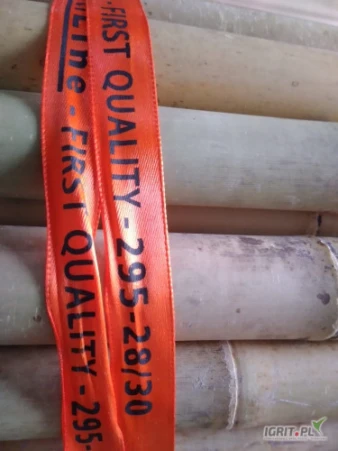 -FIRST QUALITY - 295-28/30
LINE - FIRST QUALITY - 295-
IGRIT.PL